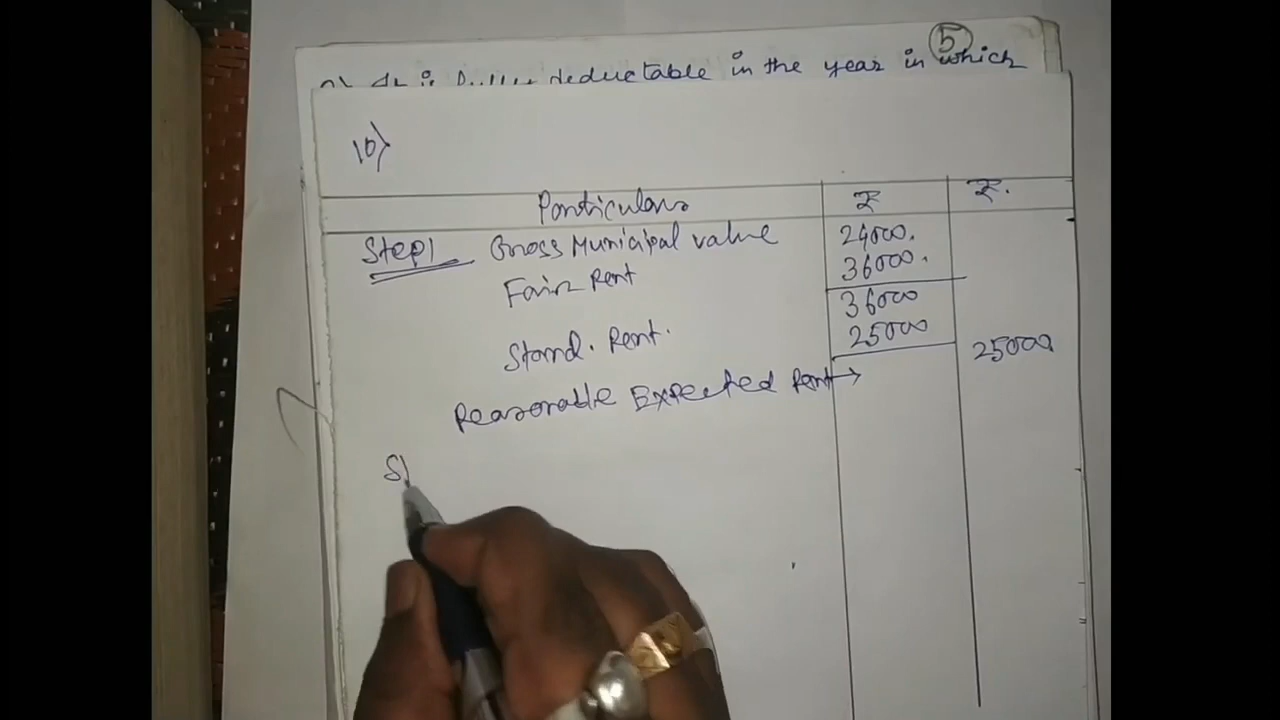 5
deductable in the year in which
10)
Particulars ₹ ₹.
Step1 Gross Municipal value 24000.
Fair Rent 36000.
36000
Stand. Rent. 25000 25000
Reasonable Expected Rent →